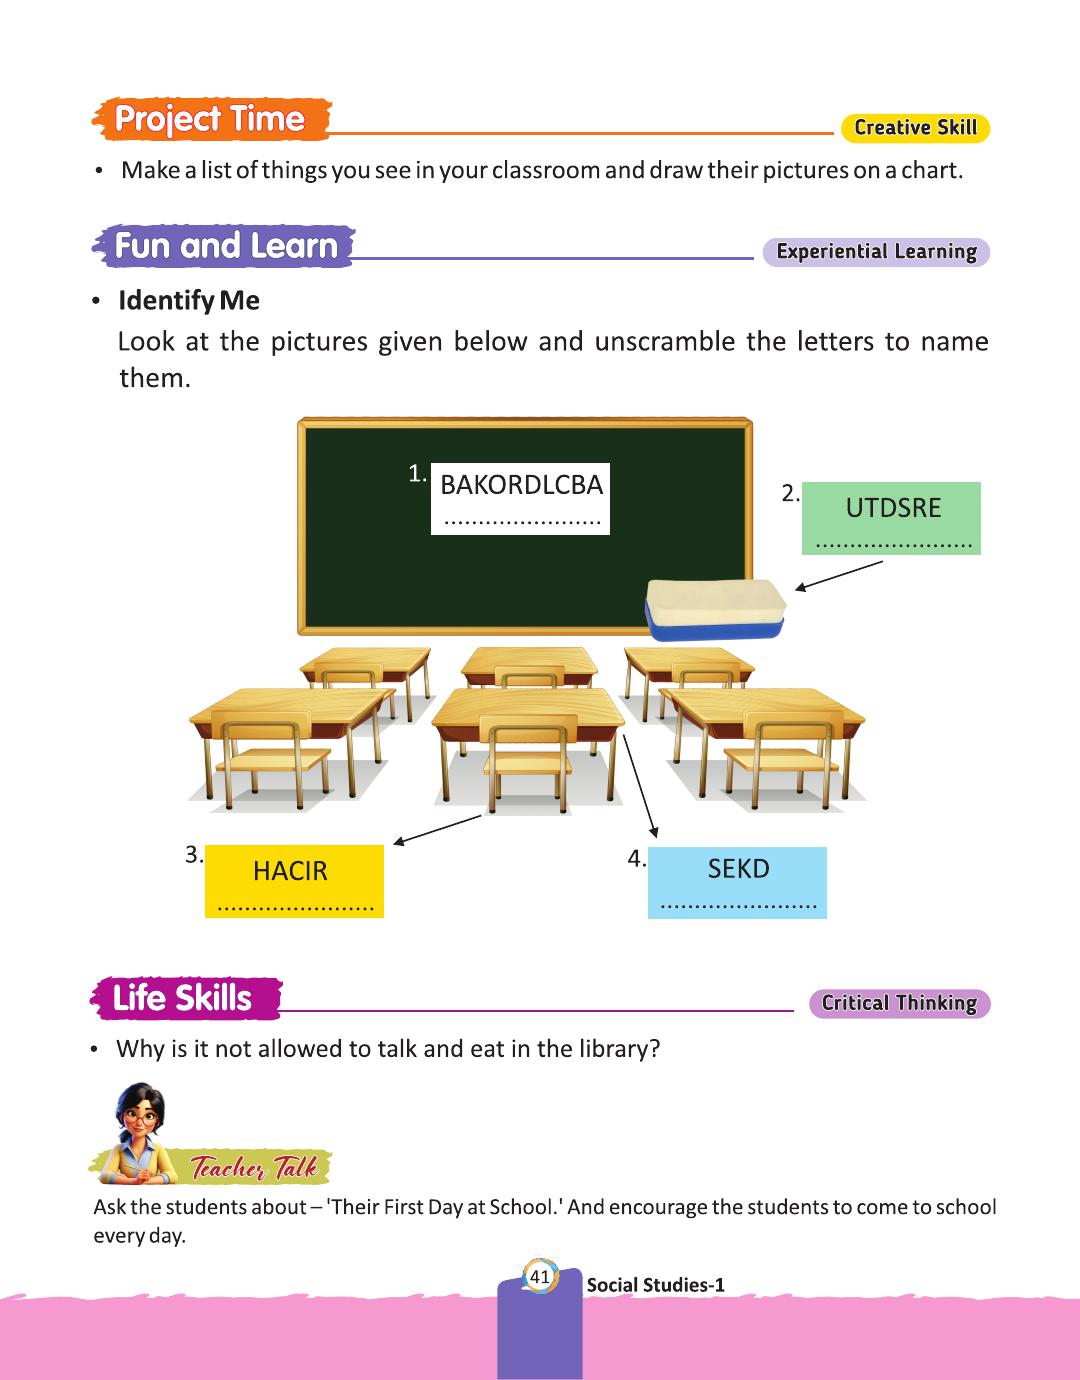 Project Time
Creative Skill
• Make a list of things you see in your classroom and draw their pictures on a chart.
Fun and Learn
Experiential Learning
• Identify Me
Look at the pictures given below and unscramble the letters to name
them.
1. BAKORDLCBA
.......................
2. UTDSRE
.......................
3. HACIR
.......................
4. SEKD
.......................
Life Skills
Critical Thinking
• Why is it not allowed to talk and eat in the library?
Teacher Talk
Ask the students about – 'Their First Day at School.' And encourage the students to come to school
every day.
41
Social Studies-1